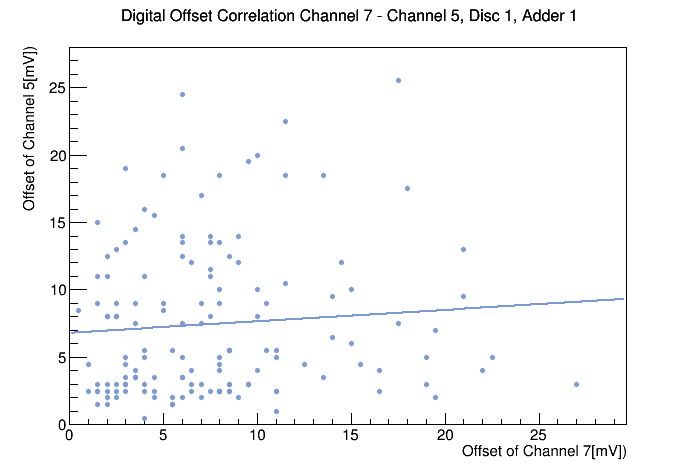 Digital Offset Correlation Channel 7 - Channel 5, Disc 1, Adder 1
Offset of Channel 5[mV])
25
20
15
10
5
0
0 5 10 15 20 25
Offset of Channel 7[mV])